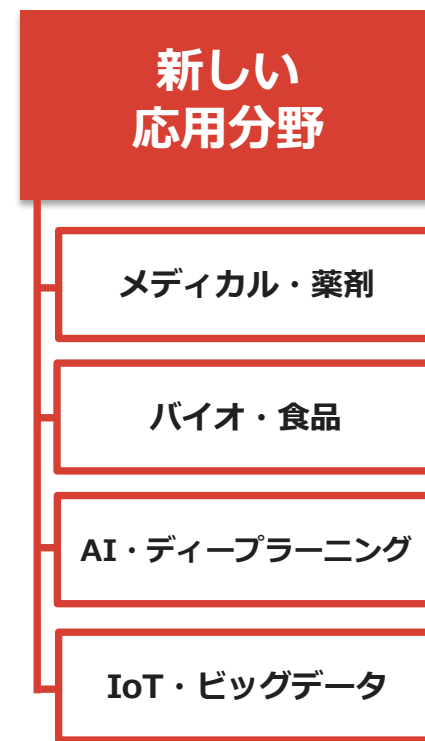 新しい
応用分野
メディカル・薬剤
バイオ・食品
AI・ディープラーニング
IoT・ビッグデータ